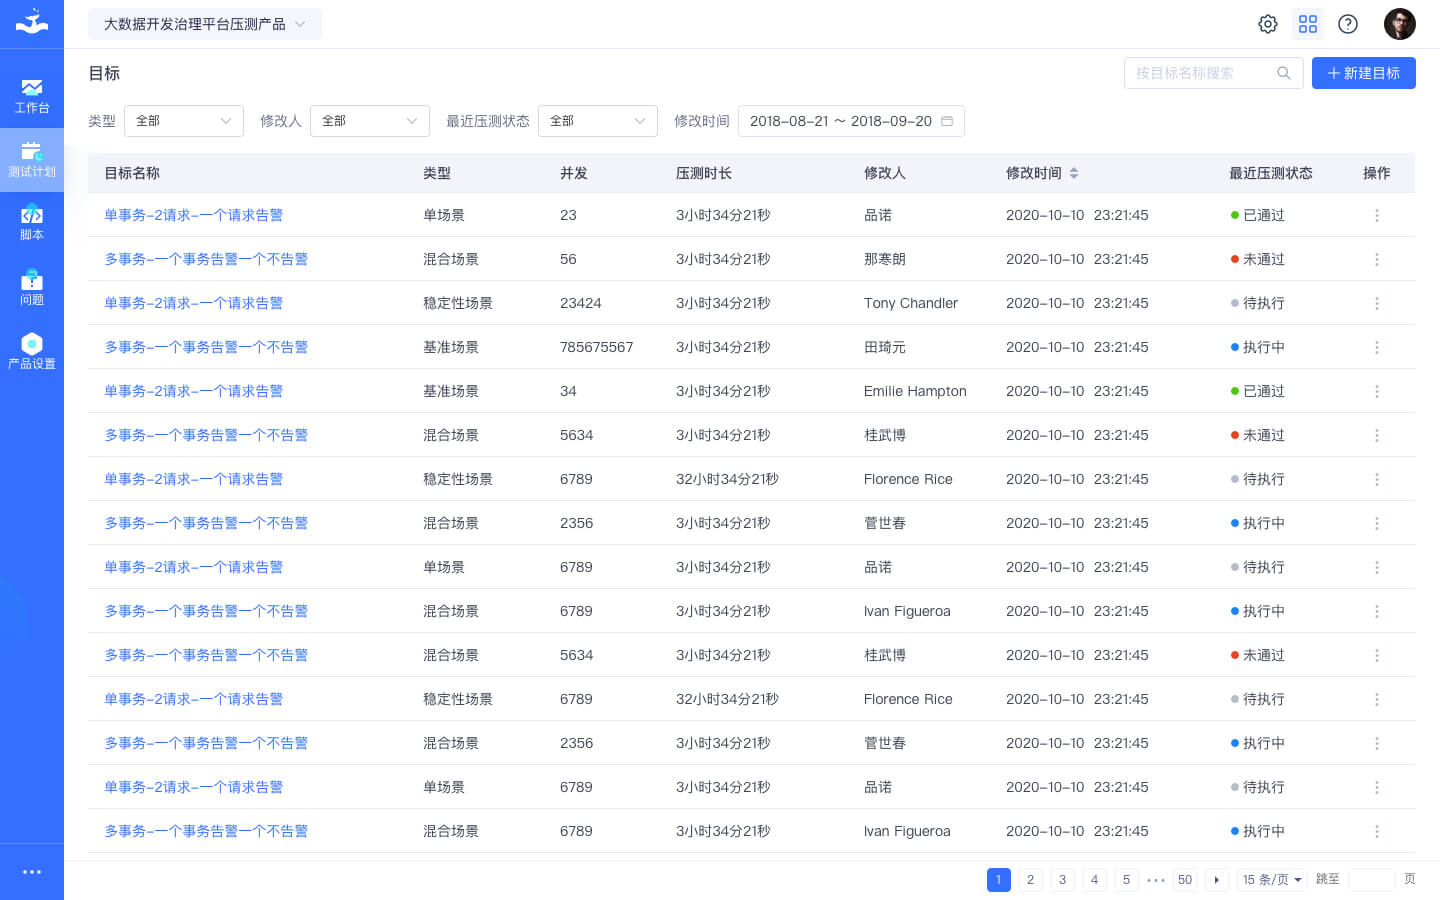 大数据开发治理平台压测产品
工作台
测试计划
脚本
问题
产品设置
目标
按目标名称搜索
新建目标
类型 全部 修改人 全部 最近压测状态 全部 修改时间 2018-08-21 ~ 2018-09-20
目标名称 类型 并发 压测时长 修改人 修改时间 最近压测状态 操作
单事务-2请求-一个请求告警 单场景 23 3小时34分21秒 品诺 2020-10-10 23:21:45 已通过
多事务-一个事务告警一个不告警 混合场景 56 3小时34分21秒 那寒朗 2020-10-10 23:21:45 未通过
单事务-2请求-一个请求告警 稳定性场景 23424 3小时34分21秒 Tony Chandler 2020-10-10 23:21:45 待执行
多事务-一个事务告警一个不告警 基准场景 785675567 3小时34分21秒 田琦元 2020-10-10 23:21:45 执行中
单事务-2请求-一个请求告警 基准场景 34 3小时34分21秒 Emilie Hampton 2020-10-10 23:21:45 已通过
多事务-一个事务告警一个不告警 混合场景 5634 3小时34分21秒 桂武博 2020-10-10 23:21:45 未通过
单事务-2请求-一个请求告警 稳定性场景 6789 32小时34分21秒 Florence Rice 2020-10-10 23:21:45 待执行
多事务-一个事务告警一个不告警 混合场景 2356 3小时34分21秒 菅世春 2020-10-10 23:21:45 执行中
单事务-2请求-一个请求告警 单场景 6789 3小时34分21秒 品诺 2020-10-10 23:21:45 待执行
多事务-一个事务告警一个不告警 混合场景 6789 3小时34分21秒 Ivan Figueroa 2020-10-10 23:21:45 执行中
多事务-一个事务告警一个不告警 混合场景 5634 3小时34分21秒 桂武博 2020-10-10 23:21:45 未通过
单事务-2请求-一个请求告警 稳定性场景 6789 32小时34分21秒 Florence Rice 2020-10-10 23:21:45 待执行
多事务-一个事务告警一个不告警 混合场景 2356 3小时34分21秒 菅世春 2020-10-10 23:21:45 执行中
单事务-2请求-一个请求告警 单场景 6789 3小时34分21秒 品诺 2020-10-10 23:21:45 待执行
多事务-一个事务告警一个不告警 混合场景 6789 3小时34分21秒 Ivan Figueroa 2020-10-10 23:21:45 执行中
1 2 3 4 5 ••• 50 15 条/页 跳至 页